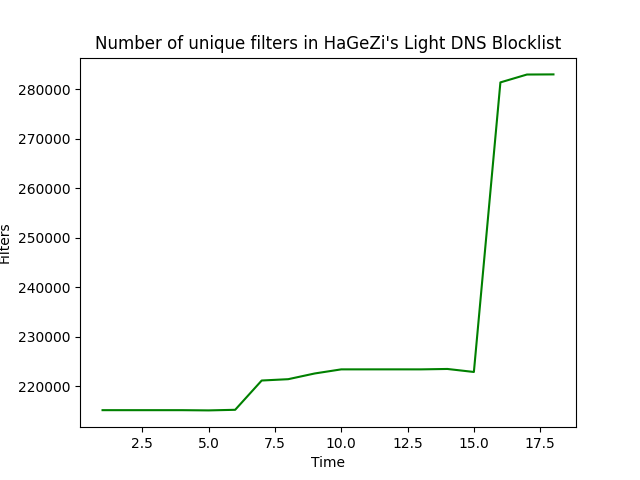 Number of unique filters in HaGeZi's Light DNS Blocklist
280000
270000
260000
250000
240000
230000
220000
Filters
2.5 5.0 7.5 10.0 12.5 15.0 17.5
Time